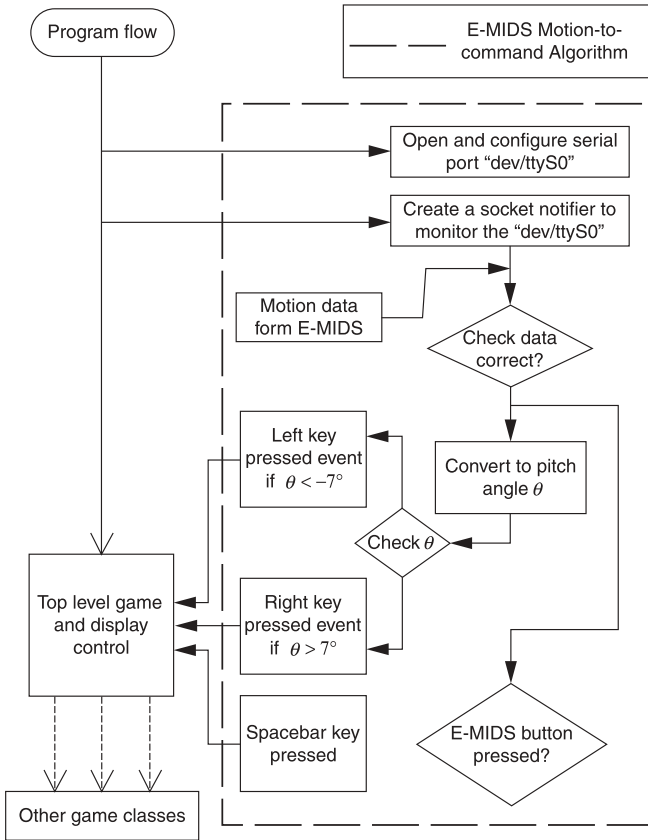 Program flow
E-MIDS Motion-to-
command Algorithm
Open and configure serial
port “dev/ttyS0”
Create a socket notifier to
monitor the “dev/ttyS0”
Motion data
form E-MIDS
Check data
correct?
Left key
pressed event
if θ < −7°
Convert to pitch
angle θ
Check θ
Top level game
and display
control
Right key
pressed event
if θ > 7°
Spacebar key
pressed
E-MIDS button
pressed?
Other game classes